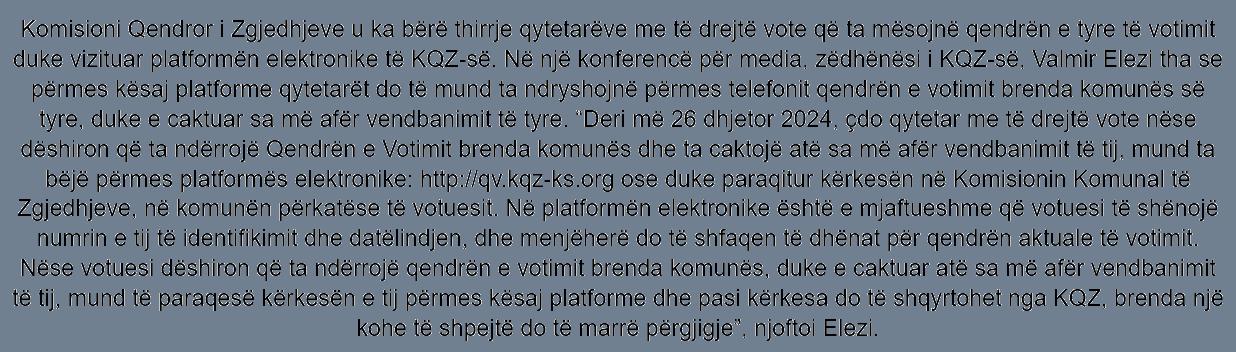 Komisioni Qendror i Zgjedhjeve u ka bërë thirrje qytetarëve me të drejtë vote që ta mësojnë qendrën e tyre të votimit
duke vizituar platformën elektronike të KQZ-së. Në një konferencë për media, zëdhënësi i KQZ-së, Valmir Elezi tha se
përmes kësaj platforme qytetarët do të mund ta ndryshojnë përmes telefonit qendrën e votimit brenda komunës së
tyre, duke e caktuar sa më afër vendbanimit të tyre. “Deri më 26 dhjetor 2024, çdo qytetar me të drejtë vote nëse
dëshiron që ta ndërrojë Qendrën e Votimit brenda komunës dhe ta caktojë atë sa më afër vendbanimit të tij, mund ta
bëjë përmes platformës elektronike: http://qv.kqz-ks.org ose duke paraqitur kërkesën në Komisionin Komunal të
Zgjedhjeve, në komunën përkatëse të votuesit. Në platformën elektronike është e mjaftueshme që votuesi të shënojë
numrin e tij të identifikimit dhe datëlindjen, dhe menjëherë do të shfaqen të dhënat për qendrën aktuale të votimit.
Nëse votuesi dëshiron që ta ndërrojë qendrën e votimit brenda komunës, duke e caktuar atë sa më afër vendbanimit
të tij, mund të paraqesë kërkesën e tij përmes kësaj platforme dhe pasi kërkesa do të shqyrtohet nga KQZ, brenda një
kohe të shpejtë do të marrë përgjigje”, njoftoi Elezi.